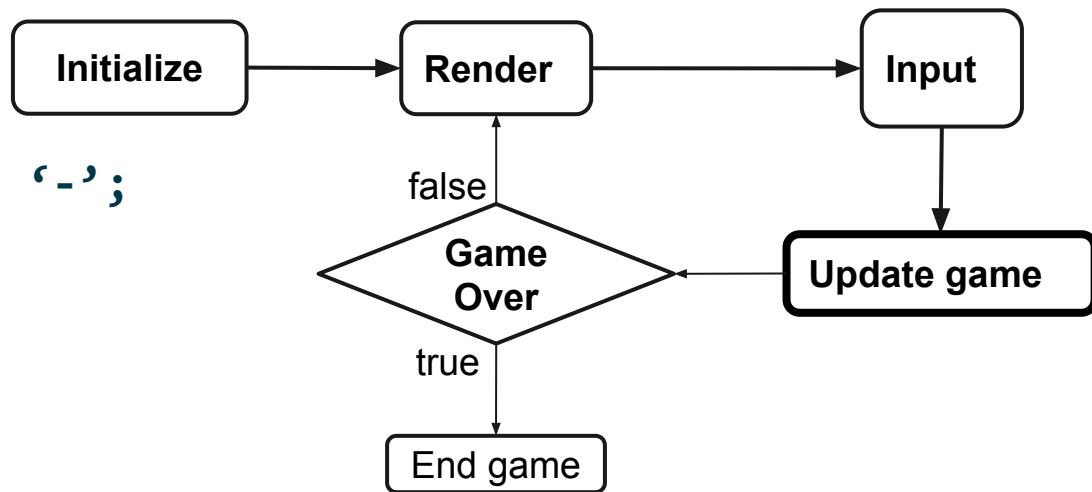 Initialize
Render
Input
‘-’;
false
Game
Over
Update game
true
End game